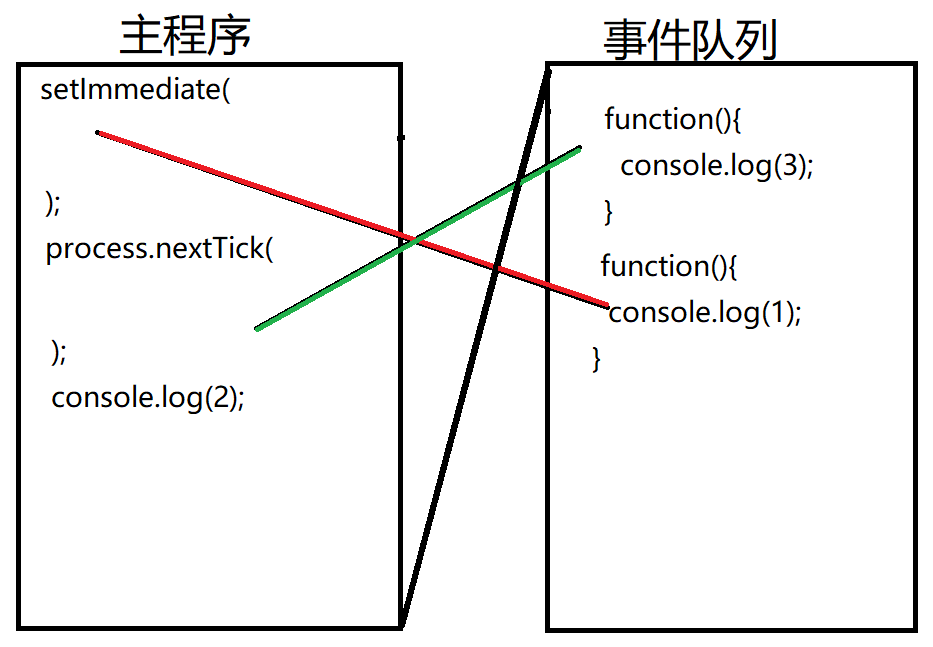 主程序
setImmediate(
);
process.nextTick(
);
console.log(2);
事件队列
function(){
console.log(3);
}
function(){
console.log(1);
}